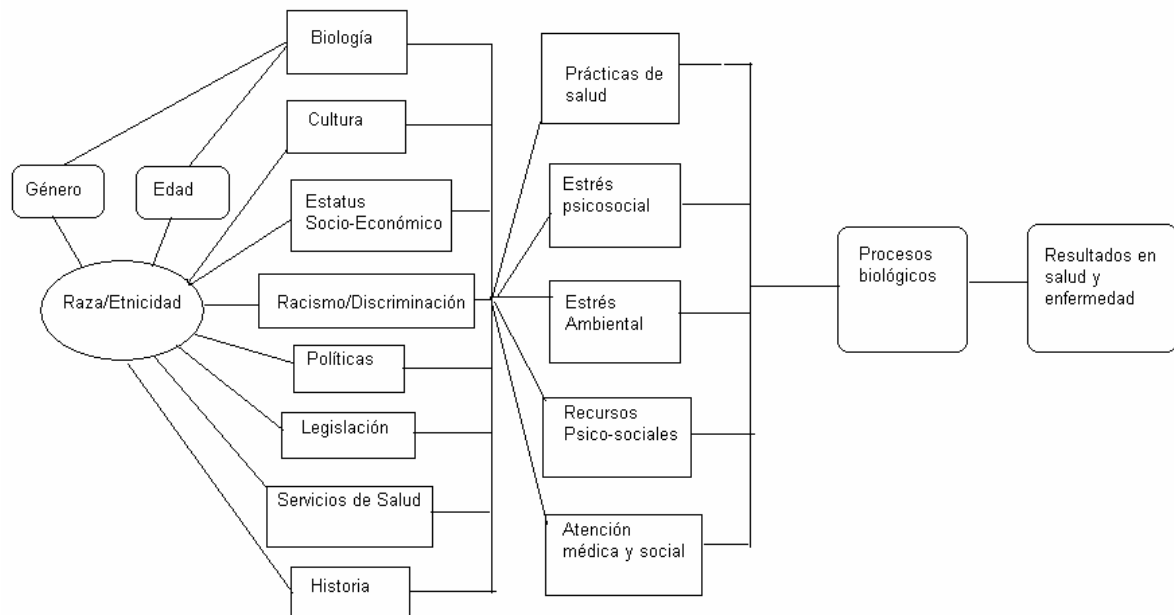 Biología
Cultura
Género
Edad
Estatus
Socio-Económico
Raza/Etnicidad
Racismo/Discriminación
Políticas
Legislación
Servicios de Salud
Historia
Prácticas de
salud
Estrés
psicosocial
Estrés
Ambiental
Recursos
Psico-sociales
Atención
médica y social
Procesos
biológicos
Resultados en
salud y
enfermedad